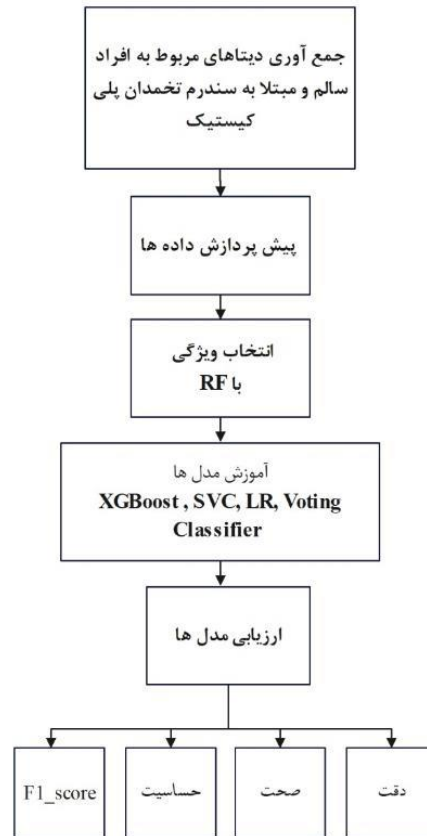 جمع آوری دیتاهای مربوط به افراد
سالم و مبتلا به سندرم تخمدان پلی
کیستیک
پیش پردازش داده ها
انتخاب ویژگی
با RF
آموزش مدل ها
XGBoost , SVC, LR, Voting
Classifier
ارزیابی مدل ها
دقت
صحت
حساسیت
F1_score